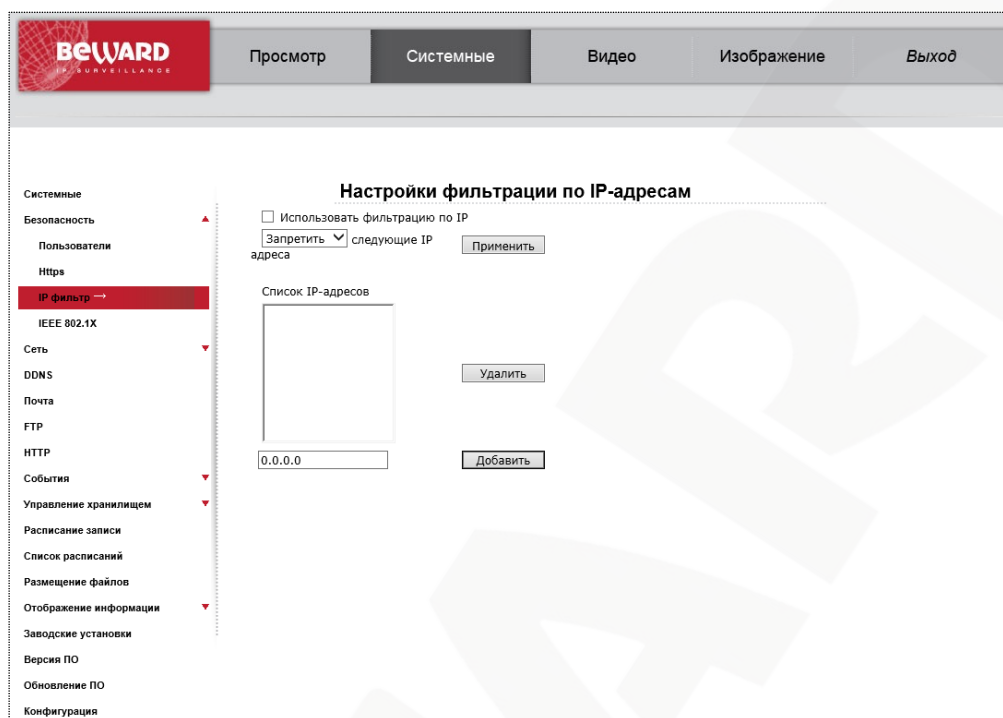 BEWARD
IP-SURVEILLANCE
Просмотр
Системные
Видео
Изображение
Выход
Системные
Безопасность
Пользователи
Https
IP фильтр →
IEEE 802.1X
Сеть
DDNS
Почта
FTP
HTTP
События
Управление хранилищем
Расписание записи
Список расписаний
Размещение файлов
Отображение информации
Заводские установки
Версия ПО
Обновление ПО
Конфигурация
Настройки фильтрации по IP-адресам
Использовать фильтрацию по IP
Запретить следующие IP
адреса
Применить
Список IP-адресов
Удалить
0.0.0.0
Добавить